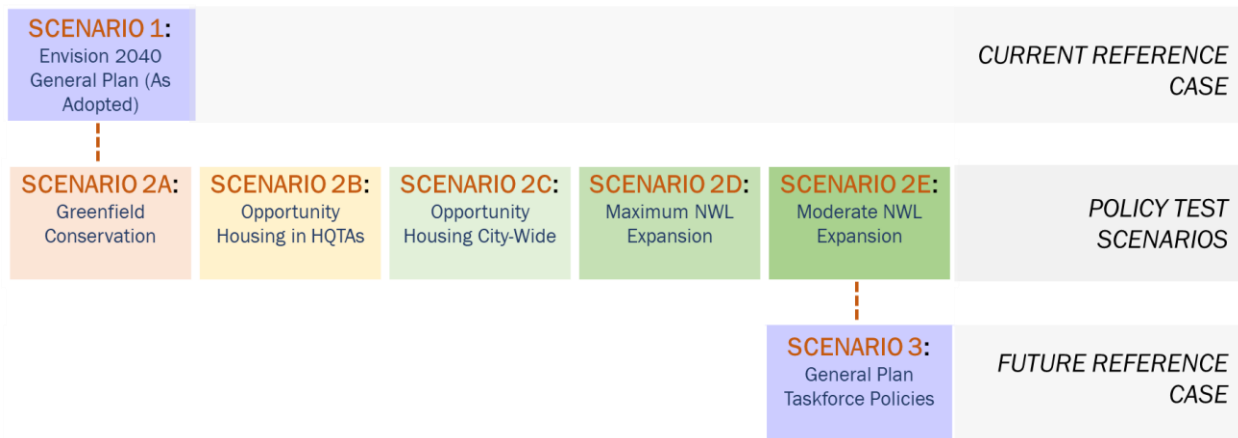 SCENARIO 1:
Envision 2040
General Plan (As
Adopted)
CURRENT REFERENCE
CASE
SCENARIO 2A:
Greenfield
Conservation
SCENARIO 2B:
Opportunity
Housing in HQTAs
SCENARIO 2C:
Opportunity
Housing City-Wide
SCENARIO 2D:
Maximum NWL
Expansion
SCENARIO 2E:
Moderate NWL
Expansion
POLICY TEST
SCENARIOS
SCENARIO 3:
General Plan
Taskforce Policies
FUTURE REFERENCE
CASE